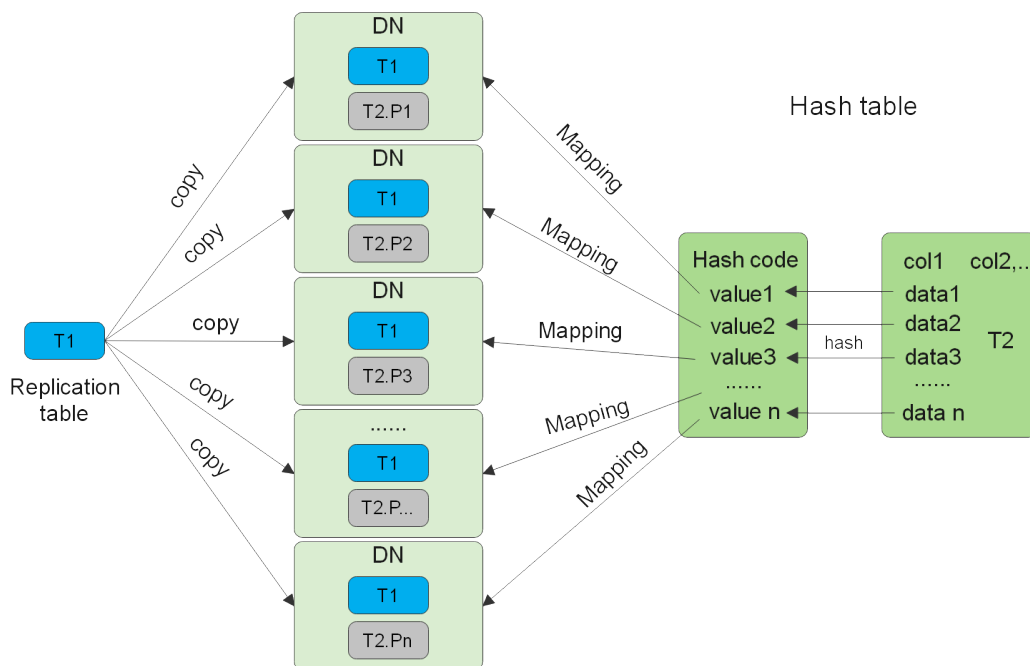 T1
Replication
table
copy
copy
copy
copy
copy
DN
T1
T2.P1
DN
T1
T2.P2
DN
T1
T2.P3
......
T1
T2.P...
DN
T1
T2.Pn
Mapping
Mapping
Mapping
Mapping
Mapping
Hash table
Hash code
value1
value2
value3
......
value n
hash
col1 col2,..
data1
data2
T2
data3
......
data n